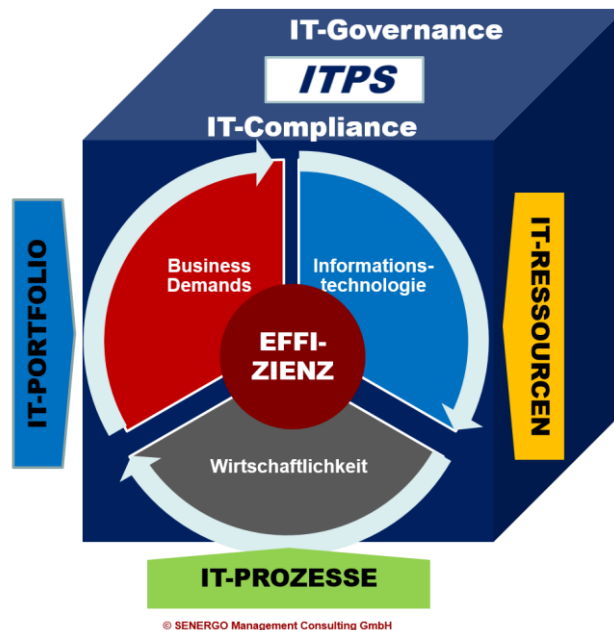 IT-Governance
ITPS
IT-Compliance
IT-PORTFOLIO
Business
Demands
Informations-
technologie
IT-RESSOURCEN
EFFI-
ZIENZ
Wirtschaftlichkeit
IT-PROZESSE
© SENERGO Management Consulting GmbH